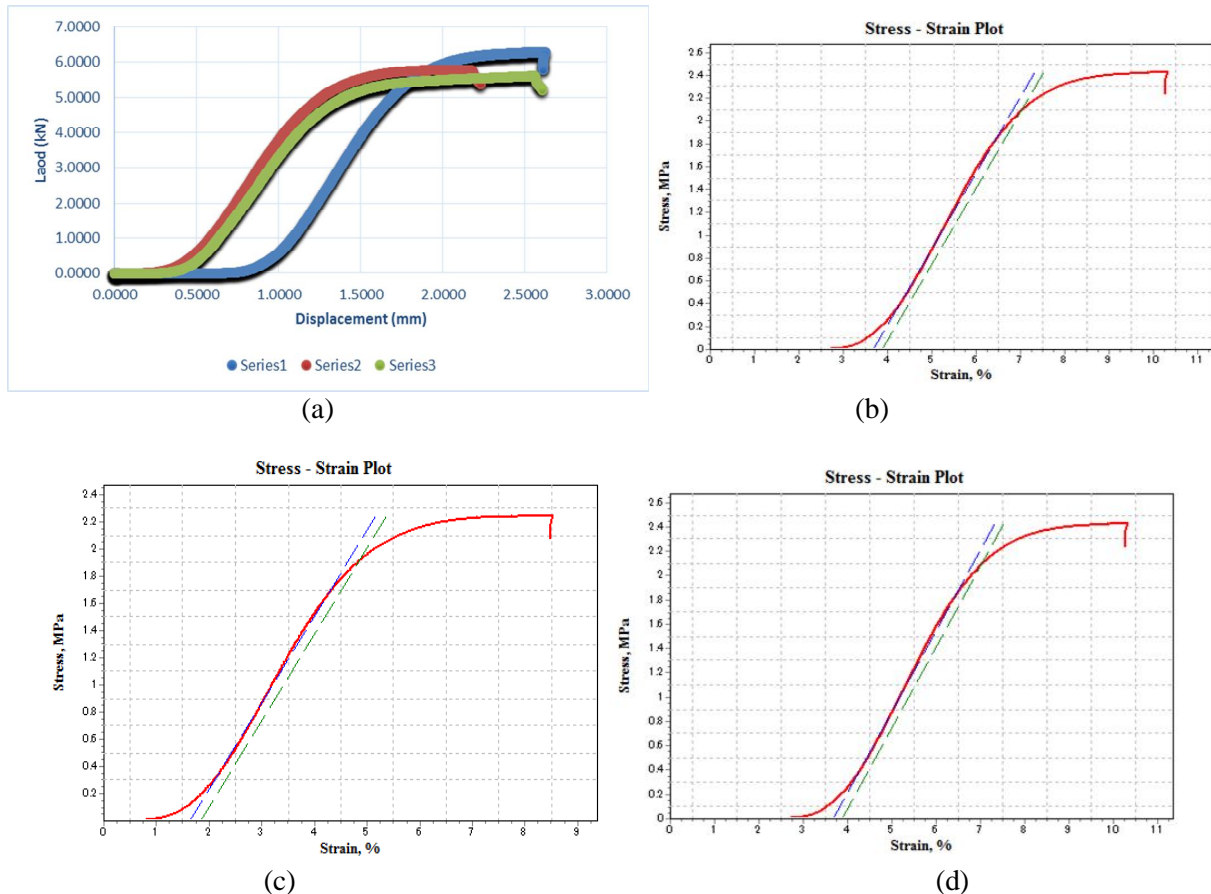 7.0000
6.0000
5.0000
4.0000
3.0000
2.0000
1.0000
0.0000
Laod (kN)
0.0000 0.5000 1.0000 1.5000 2.0000 2.5000 3.0000
Displacement (mm)
Series1 Series2 Series3
(a)
Stress - Strain Plot
2.6
2.4
2.2
2
1.8
1.6
1.4
1.2
1
0.8
0.6
0.4
0.2
0
Stress, MPa
0 1 2 3 4 5 6 7 8 9 10 11
Strain, %
(b)
Stress - Strain Plot
2.4
2.2
2
1.8
1.6
1.4
1.2
1
0.8
0.6
0.4
0.2
0
Stress, MPa
0 1 2 3 4 5 6 7 8 9
Strain, %
(c)
Stress - Strain Plot
2.6
2.4
2.2
2
1.8
1.6
1.4
1.2
1
0.8
0.6
0.4
0.2
0
Stress, MPa
0 1 2 3 4 5 6 7 8 9 10 11
Strain, %
(d)